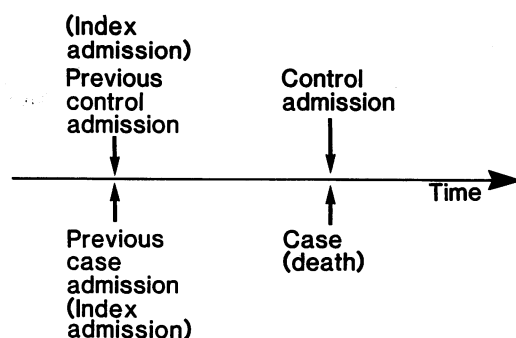 (Index
admission)
Previous
control
admission
Control
admission
Time
Previous
case
admission
(Index
admission)
Case
(death)